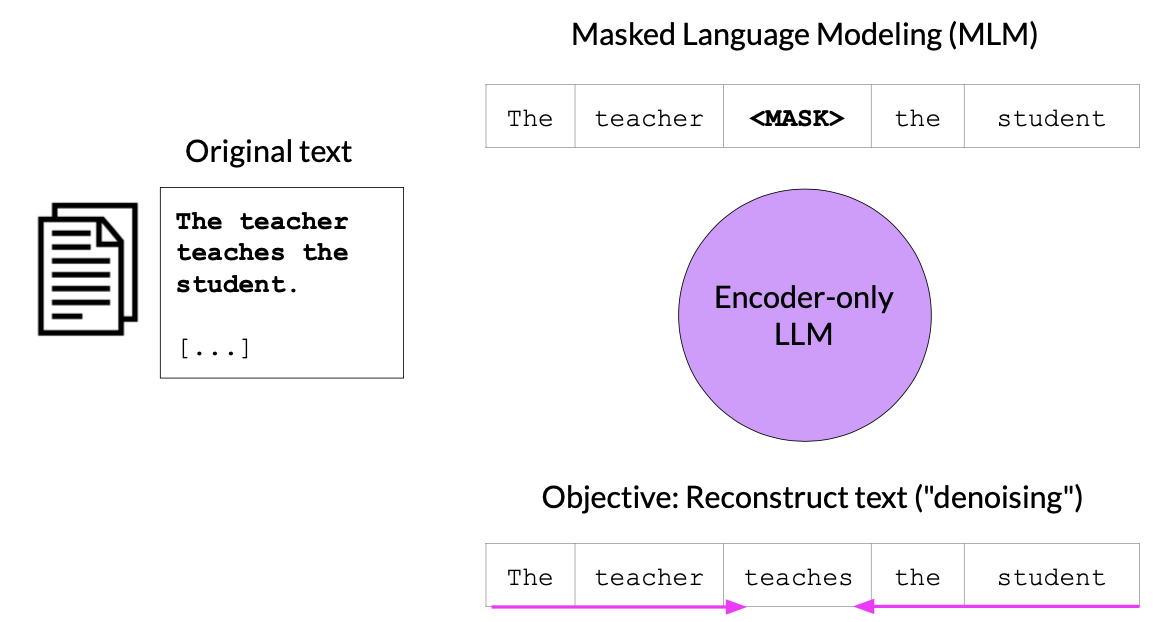 Masked Language Modeling (MLM)
The teacher <MASK> the student
Original text
The teacher
teaches the
student.
[...]
Encoder-only
LLM
Objective: Reconstruct text ("denoising")
The teacher teaches the student